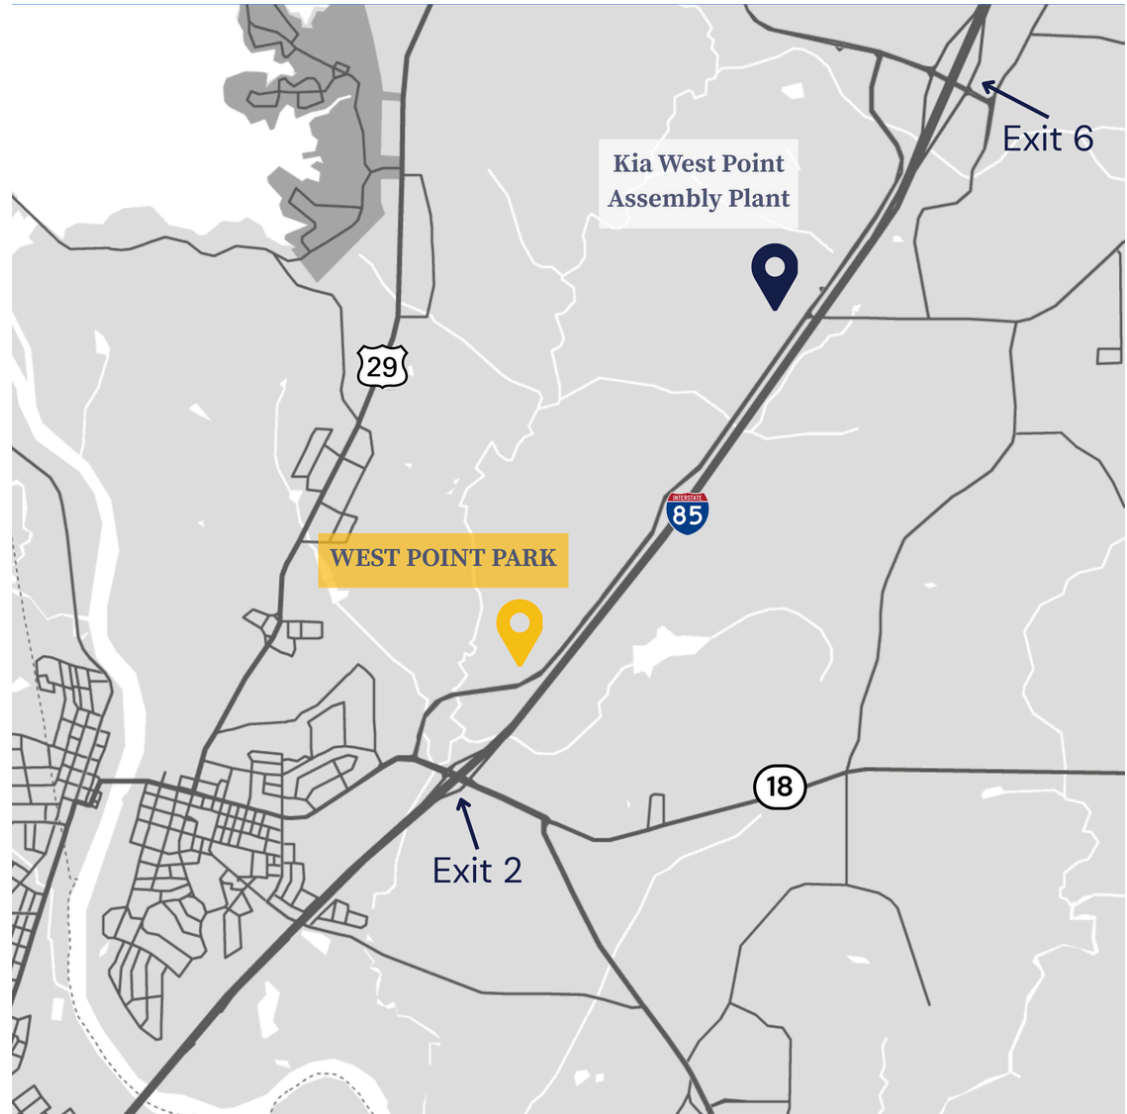 Exit 6
Kia West Point
Assembly Plant
29
INTERSTATE
85
WEST POINT PARK
18
Exit 2